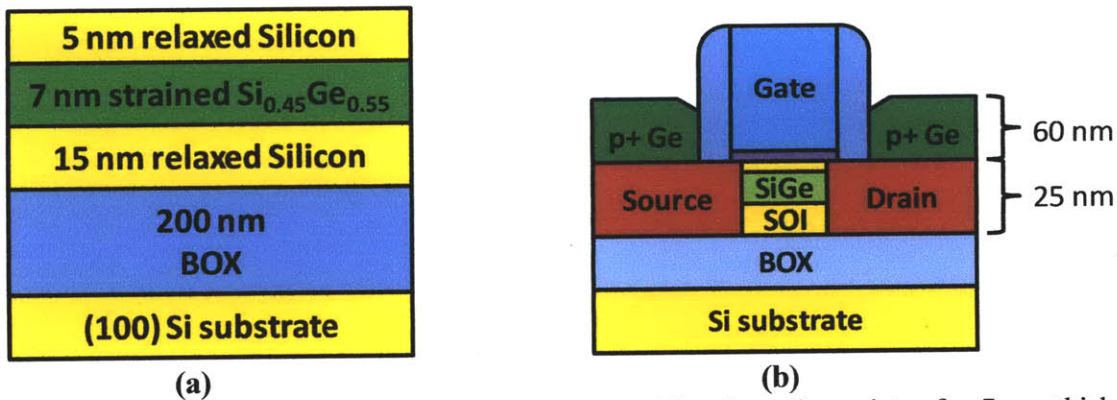 5 nm relaxed Silicon
7 nm strained Si0.45Ge0.55
15 nm relaxed Silicon
200 nm
BOX
(100) Si substrate
(a)
Gate
p+ Ge
p+ Ge
60 nm
Source
SiGe
Drain
SOI
25 nm
BOX
Si substrate
(b)